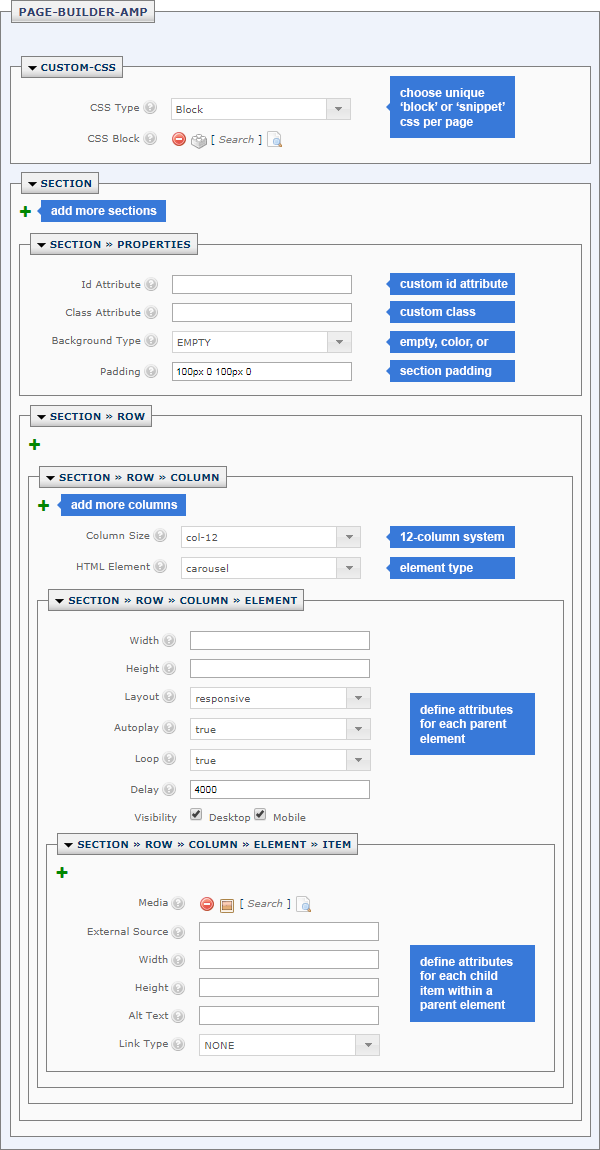 PAGE-BUILDER-AMP
CUSTOM-CSS
CSS Type
Block
choose unique
‘block’ or ‘snippet’
css per page
CSS Block
[ Search ]
SECTION
add more sections
SECTION » PROPERTIES
Id Attribute
custom id attribute
Class Attribute
custom class
Background Type
EMPTY
empty, color, or
Padding
100px 0 100px 0
section padding
SECTION » ROW
SECTION » ROW » COLUMN
add more columns
Column Size
col-12
12-column system
HTML Element
carousel
element type
SECTION » ROW » COLUMN » ELEMENT
Width
Height
Layout
responsive
Autoplay
true
define attributes
for each parent
element
Loop
true
Delay
4000
Visibility
Desktop
Mobile
SECTION » ROW » COLUMN » ELEMENT » ITEM
Media
[ Search ]
External Source
Width
Height
define attributes
for each child
item within a
parent element
Alt Text
Link Type
NONE